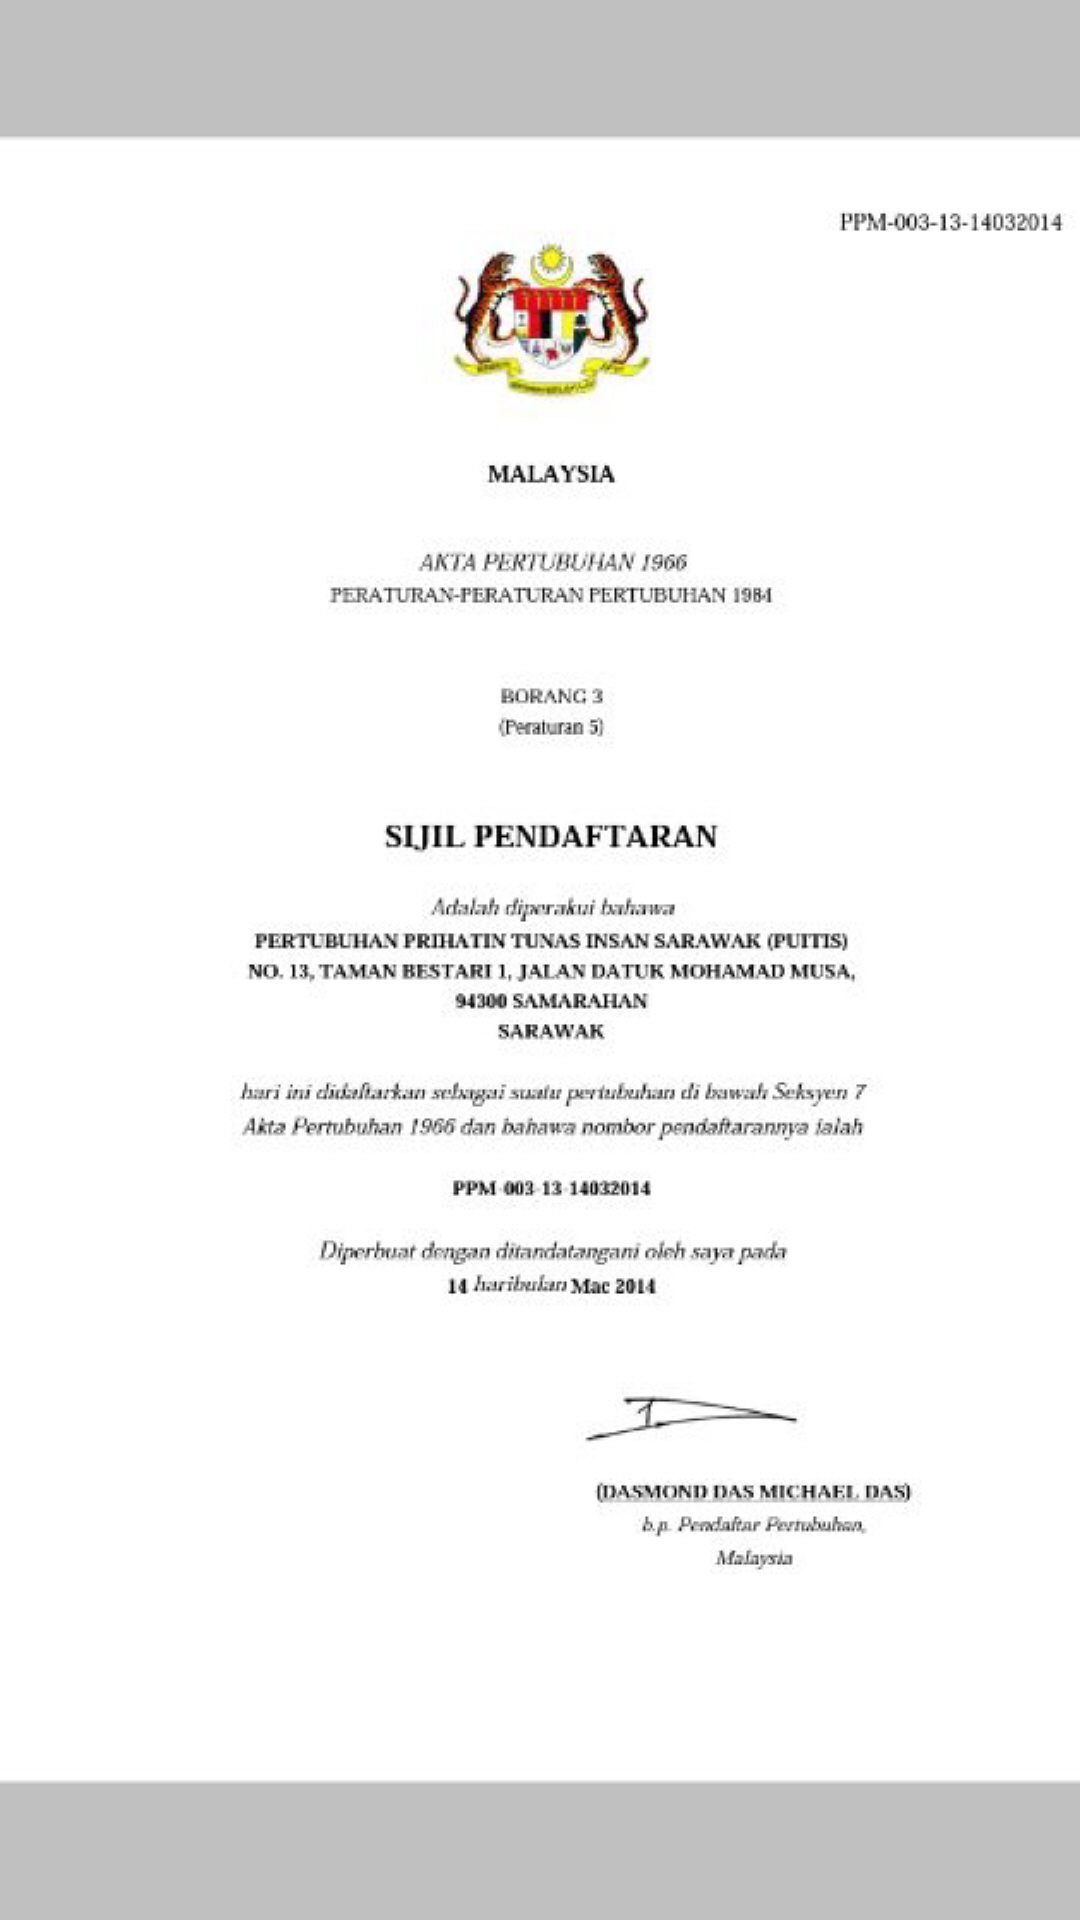 PPM-003-13-14032014
MALAYSIA
AKTA PERTUBUHAN 1966
PERATURAN-PERATURAN PERTUBUHAN 1984
BORANG 3
(Peraturan 5)
SIJIL PENDAFTARAN
Adalah diperakui bahawa
PERTUBUHAN PRIHATIN TUNAS INSAN SARAWAK (PUITIS)
NO. 13, TAMAN BESTARI 1, JALAN DATUK MOHAMAD MUSA,
94300 SAMARAHAN
SARAWAK
hari ini didaftarkan sebagai suatu pertubuhan di bawah Seksyen 7
Akta Pertubuhan 1966 dan bahawa nombor pendaftarannya ialah
PPM-003-13-14032014
Diperbuat dengan ditandatangani oleh saya pada
14 haribulan Mac 2014
(DASMOND DAS MICHAEL DAS)
b.p. Pendaftar Pertubuhan,
Malaysia